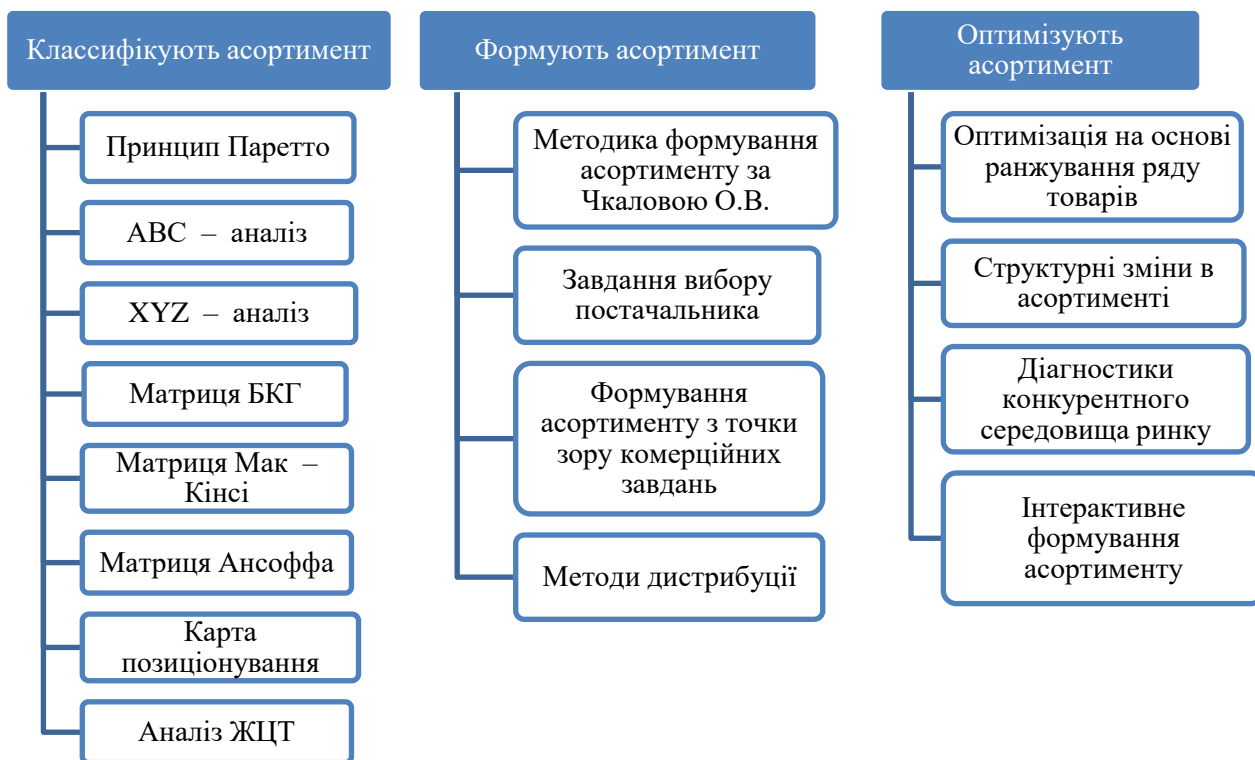 Классифікують асортимент
Принцип Паретто
АВС – аналіз
XYZ – аналіз
Матриця БКГ
Матриця Мак –
Кінсі
Матриця Ансоффа
Карта
позиціонування
Аналіз ЖЦТ
Формують асортимент
Методика формування
асортименту за
Чкаловою О.В.
Завдання вибору
постачальника
Формування
асортименту з точки
зору комерційних
завдань
Методи дистрибуції
Оптимізують
асортимент
Оптимізація на основі
ранжування ряду
товарів
Структурні зміни в
асортименті
Діагностики
конкурентного
середовища ринку
Інтерактивне
формування
асортименту